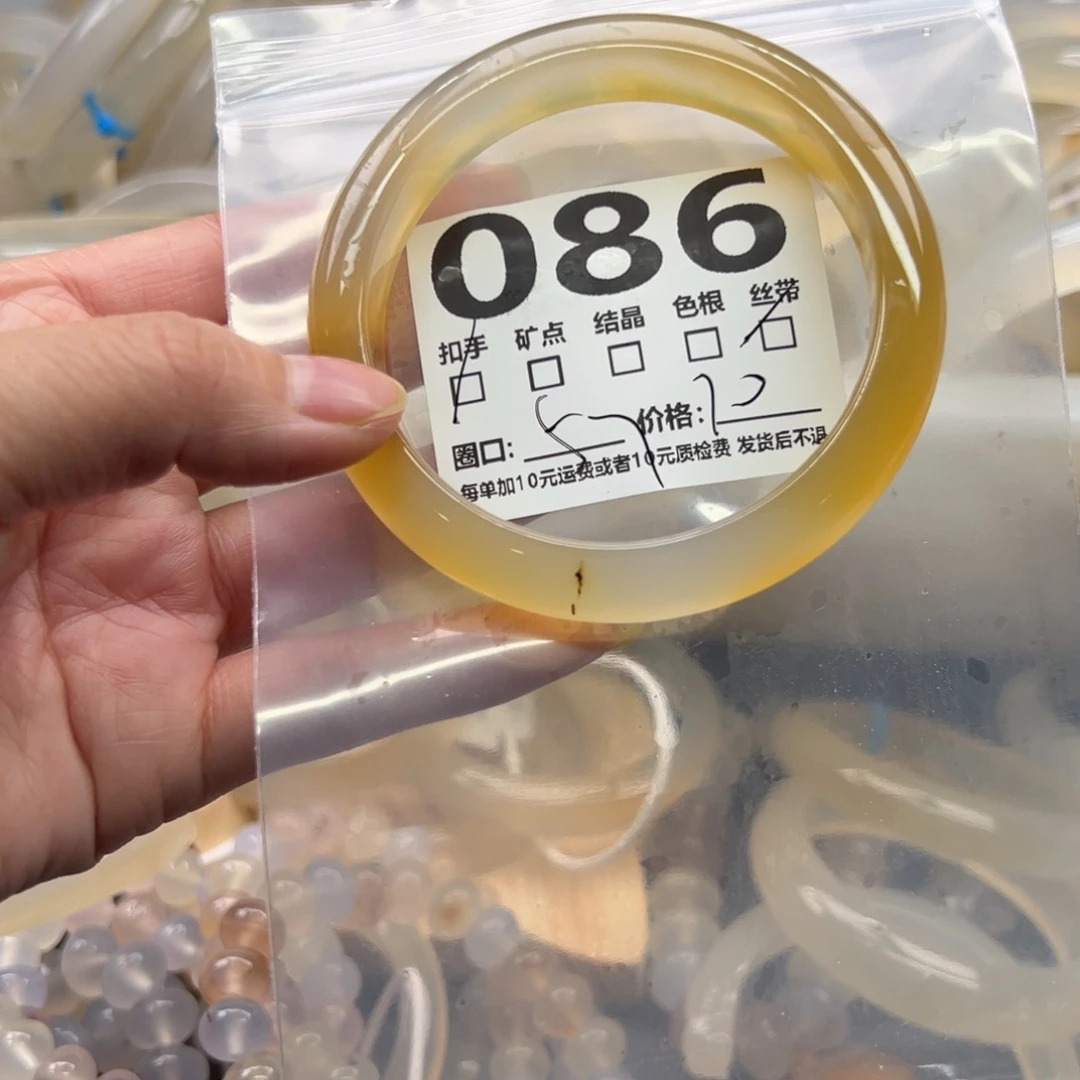 086
扣手 矿点 结晶 色根 丝带
圈口: 57 价格:
每单加10元运费或者10元质检费 发货后不退